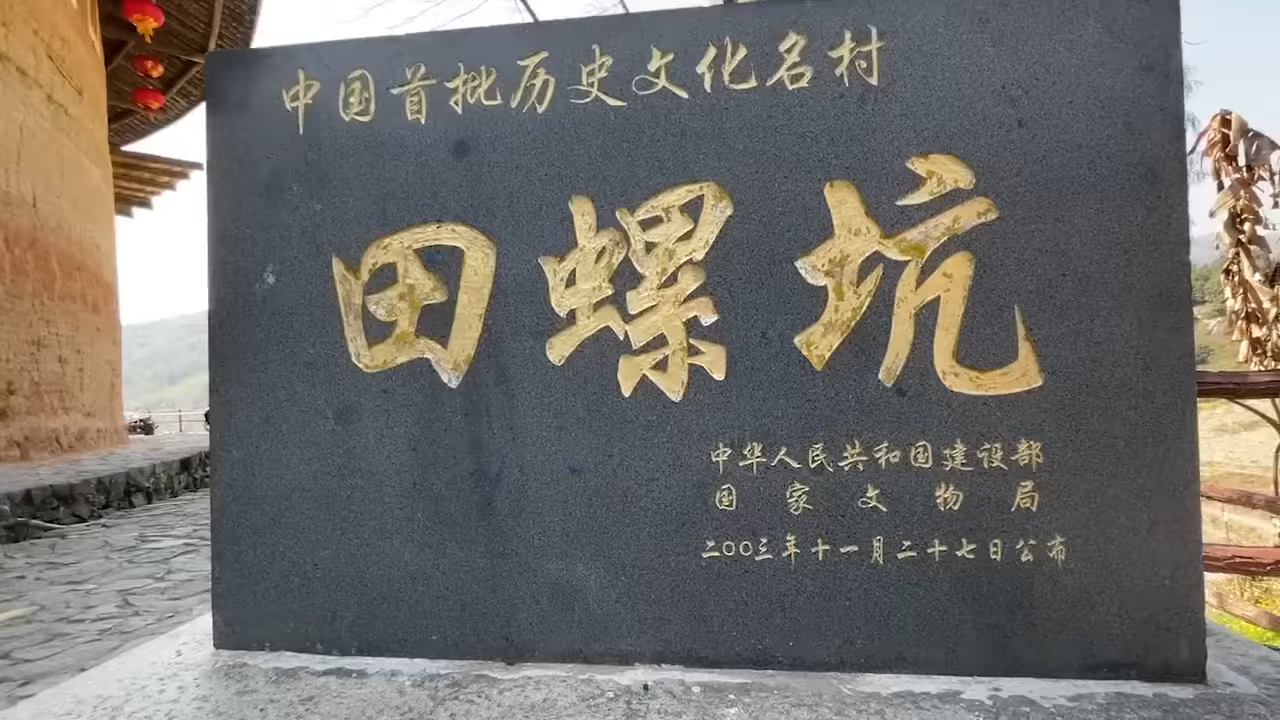 中国首批历史文化名村
田螺坑
中华人民共和国建设部
国家文物局
二〇〇三年十一月二十七日公布